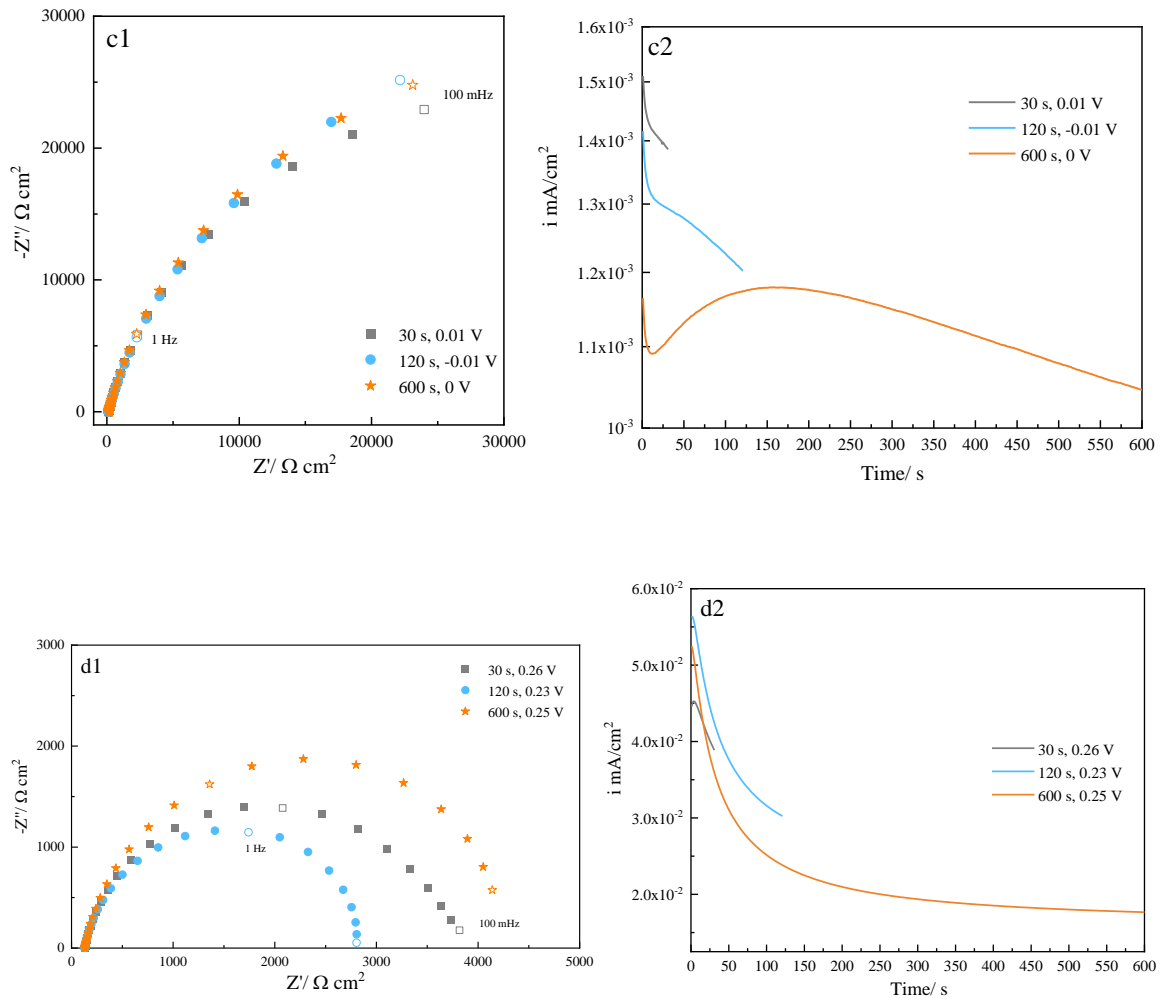 c1
30000
20000
10000
0
-Z''/ Ω cm²
100 mHz
1 Hz
30 s, 0.01 V
120 s, -0.01 V
600 s, 0 V
0
10000
20000
30000
Z'/ Ω cm²
c2
1.6x10⁻³
1.5x10⁻³
1.4x10⁻³
1.3x10⁻³
1.2x10⁻³
1.1x10⁻³
10⁻³
i mA/cm²
30 s, 0.01 V
120 s, -0.01 V
600 s, 0 V
0
50
100
150
200
250
300
350
400
450
500
550
600
Time/ s
d1
3000
2000
1000
0
-Z''/ Ω cm²
30 s, 0.26 V
120 s, 0.23 V
600 s, 0.25 V
1 Hz
100 mHz
0
1000
2000
3000
4000
5000
Z'/ Ω cm²
d2
6.0x10⁻²
5.0x10⁻²
4.0x10⁻²
3.0x10⁻²
2.0x10⁻²
i mA/cm²
30 s, 0.26 V
120 s, 0.23 V
600 s, 0.25 V
0
50
100
150
200
250
300
350
400
450
500
550
600
Time/ s